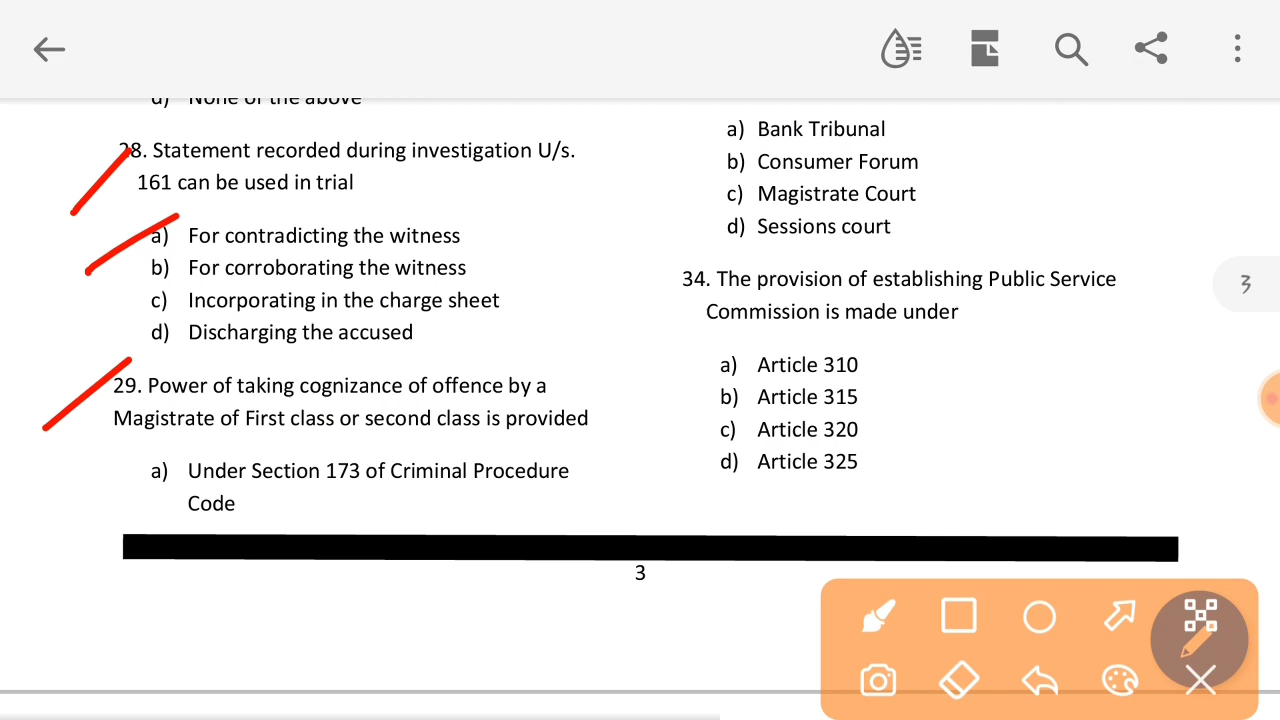 d) None of the above
28. Statement recorded during investigation U/s.
161 can be used in trial
a) For contradicting the witness
b) For corroborating the witness
c) Incorporating in the charge sheet
d) Discharging the accused
29. Power of taking cognizance of offence by a
Magistrate of First class or second class is provided
a) Under Section 173 of Criminal Procedure
Code
a) Bank Tribunal
b) Consumer Forum
c) Magistrate Court
d) Sessions court
34. The provision of establishing Public Service
Commission is made under
a) Article 310
b) Article 315
c) Article 320
d) Article 325
3
3